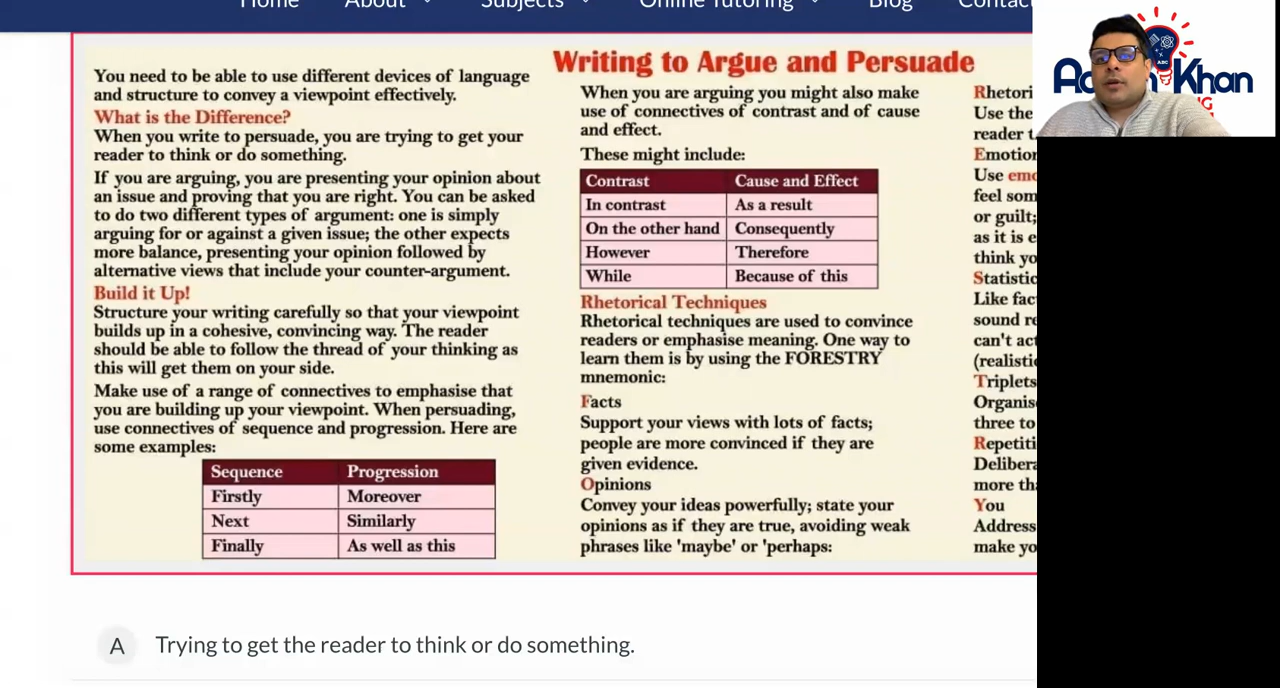 Home About Subjects Online Tutoring Blog Contac
You need to be able to use different devices of language
and structure to convey a viewpoint effectively.
What is the Difference?
When you write to persuade, you are trying to get your
reader to think or do something.
If you are arguing, you are presenting your opinion about
an issue and proving that you are right. You can be asked
to do two different types of argument: one is simply
arguing for or against a given issue; the other expects
more balance, presenting your opinion followed by
alternative views that include your counter-argument.
Build it Up!
Structure your writing carefully so that your viewpoint
builds up in a cohesive, convincing way. The reader
should be able to follow the thread of your thinking as
this will get them on your side.
Make use of a range of connectives to emphasise that
you are building up your viewpoint. When persuading,
use connectives of sequence and progression. Here are
some examples:
Sequence Progression
Firstly Moreover
Next Similarly
Finally As well as this
Writing to Argue and Persuade
When you are arguing you might also make
use of connectives of contrast and of cause
and effect.
These might include:
Contrast Cause and Effect
In contrast As a result
On the other hand Consequently
However Therefore
While Because of this
Rhetorical Techniques
Rhetorical techniques are used to convince
readers or emphasise meaning. One way to
learn them is by using the FORESTRY
mnemonic:
Facts
Support your views with lots of facts;
people are more convinced if they are
given evidence.
Opinions
Convey your ideas powerfully; state your
opinions as if they are true, avoiding weak
phrases like 'maybe' or 'perhaps:
Rhetori
Use the
reader t
Emotion
Use emo
feel som
or guilt;
as it is e
think yo
Statistic
Like fac
sound re
can't act
(realistic
Triplets
Organise
three to
Repetiti
Delibera
more tha
You
Address
make yo
ABC
Khan
A Trying to get the reader to think or do something.